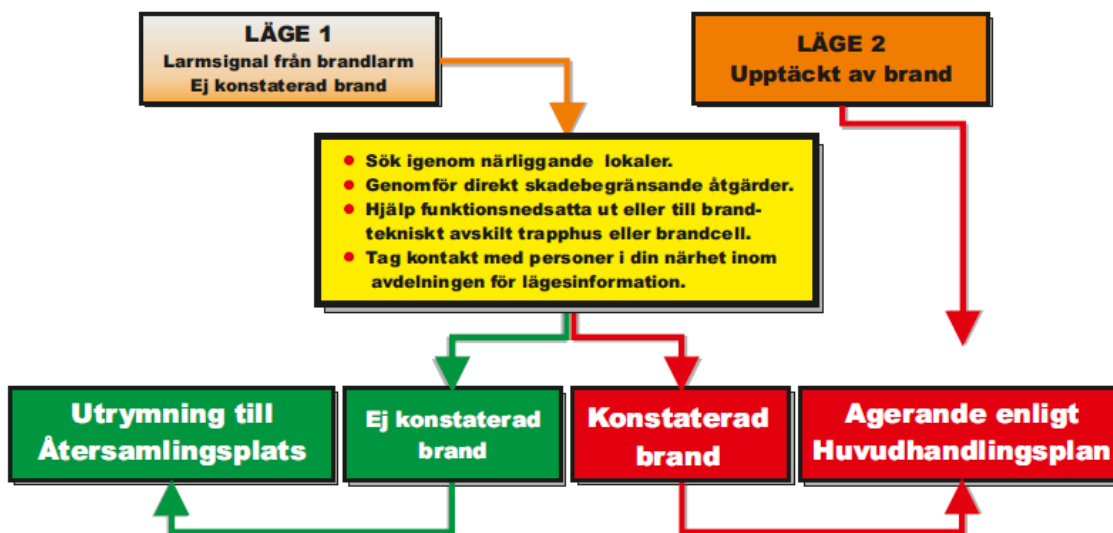 LÄGE 1
Larmsignal från brandlarm
Ej konstaterad brand
LÄGE 2
Upptäckt av brand
Sök igenom närliggande lokaler.
Genomför direkt skadebegränsande åtgärder.
Hjälp funktionsnedsatta ut eller till brand-
tekniskt avskilt trapphus eller brandcell.
Tag kontakt med personer i din närhet inom
avdelningen för lägesinformation.
Utrymning till
Återsamlingsplats
Ej konstaterad
brand
Konstaterad
brand
Agerande enligt
Huvudhandlingsplan